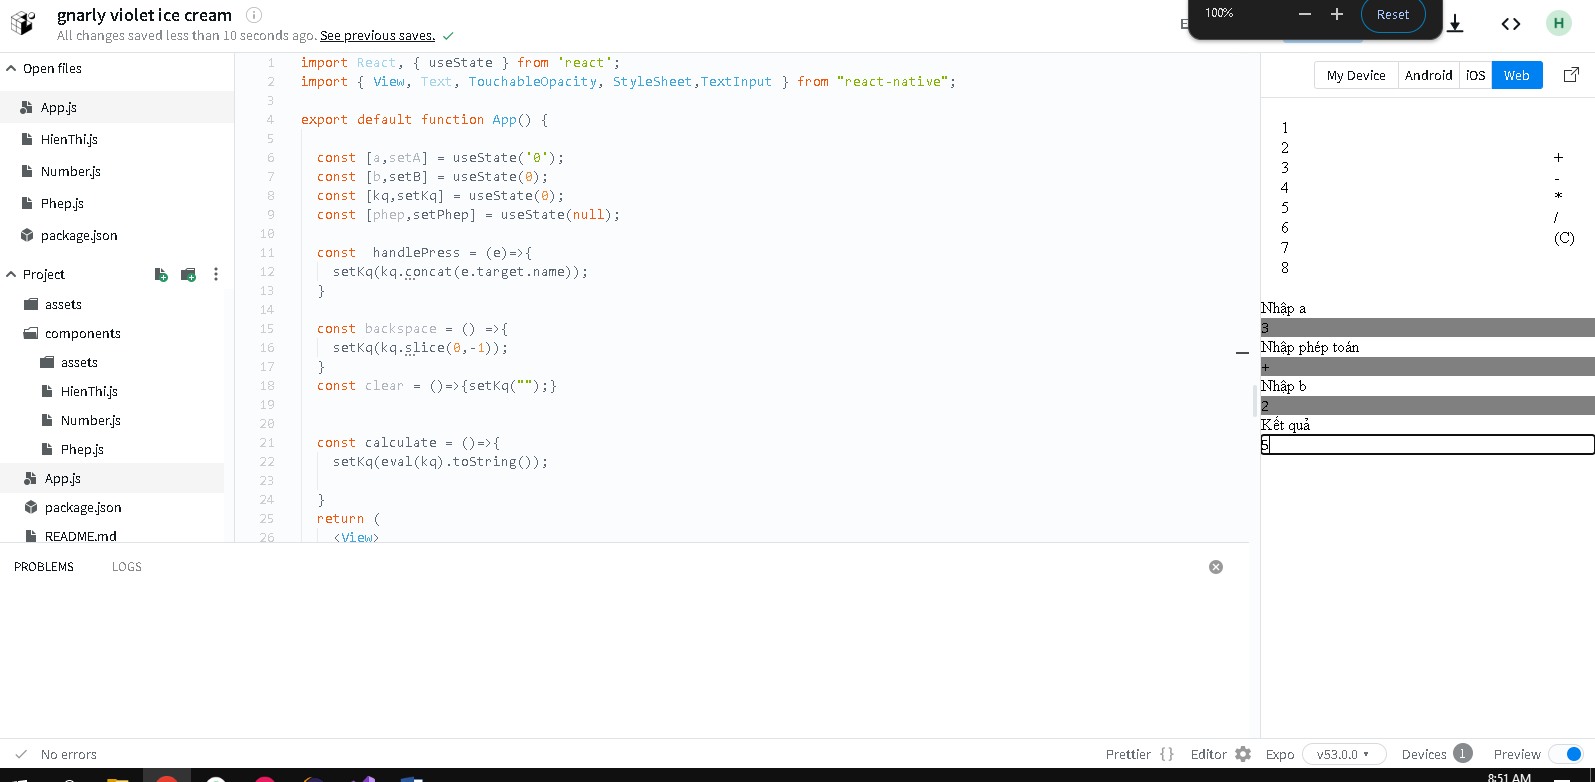 gnarly violet ice cream
All changes saved less than 10 seconds ago. See previous saves.
100%
Reset
H
Open files
App.js
HienThi.js
Number.js
Phep.js
package.json
Project
assets
components
assets
HienThi.js
Number.js
Phep.js
App.js
package.json
README.md
1 import React, { useState } from 'react';
2 import { View, Text, TouchableOpacity, StyleSheet,TextInput } from "react-native";
3
4 export default function App() {
5
6 const [a,setA] = useState('0');
7 const [b,setB] = useState(0);
8 const [kq,setKq] = useState(0);
9 const [phep,setPhep] = useState(null);
10
11 const  handlePress = (e)=>{
12 setKq(kq.concat(e.target.name));
13 }
14
15 const backspace = () =>{
16 setKq(kq.slice(0,-1));
17 }
18 const clear = ()=>{setKq("");}
19
20
21 const calculate = ()=>{
22 setKq(eval(kq).toString());
23
24 }
25 return (
26 <View>
My Device Android iOS Web
1
2
3
4
5
6
7
8
+
-
*
/
(C)
Nhập a
3
Nhập phép toán
+
Nhập b
2
Kết quả
5
PROBLEMS LOGS
No errors
Prettier { } Editor Expo v53.0.0 Devices 1 Preview
8:51 AM